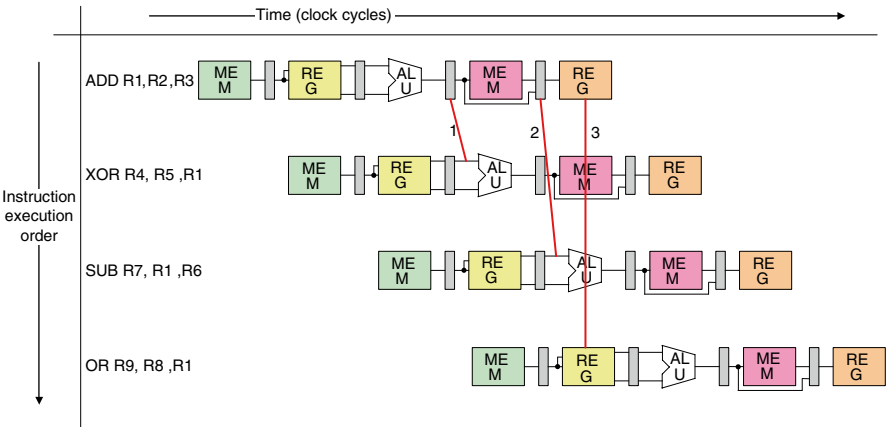 Time (clock cycles)
Instruction
execution
order
ADD R1,R2,R3
ME
M
RE
G
AL
U
ME
M
RE
G
1
2
3
XOR R4, R5 ,R1
ME
M
RE
G
AL
U
ME
M
RE
G
SUB R7, R1 ,R6
ME
M
RE
G
AL
U
ME
M
RE
G
OR R9, R8 ,R1
ME
M
RE
G
AL
U
ME
M
RE
G